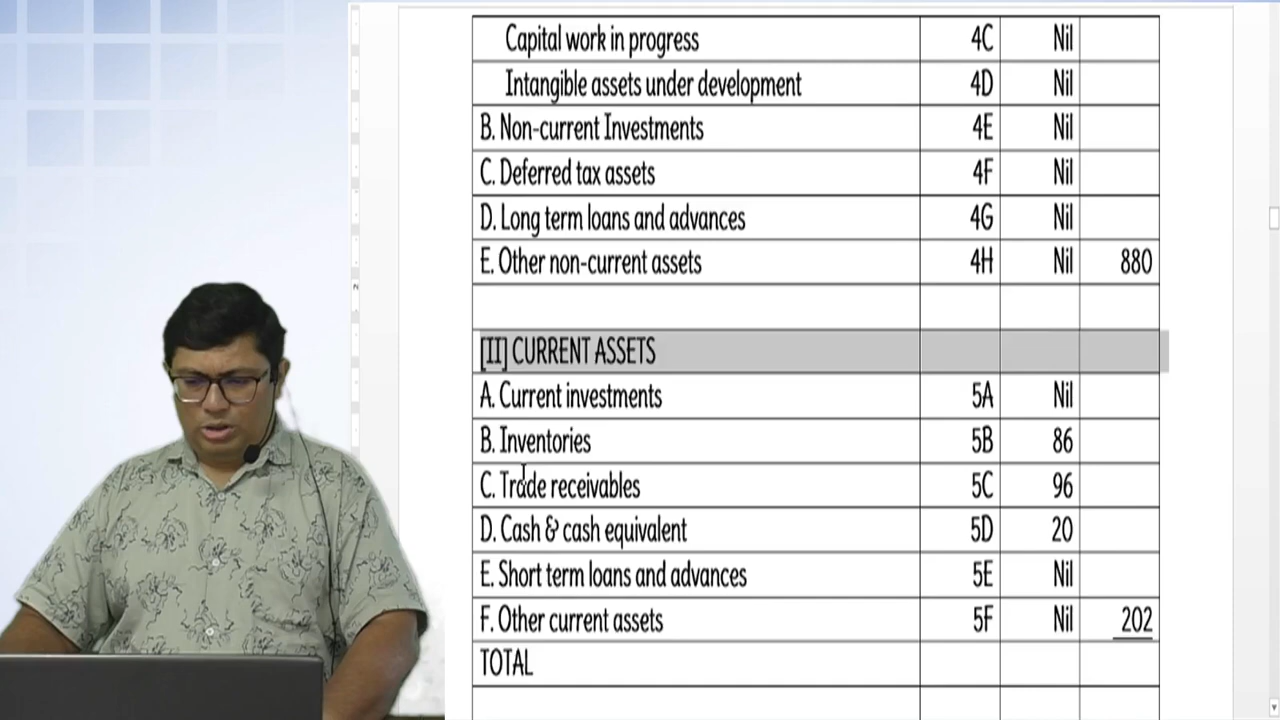 Capital work in progress 4C Nil
Intangible assets under development 4D Nil
B. Non-current Investments 4E Nil
C. Deferred tax assets 4F Nil
D. Long term loans and advances 4G Nil
E. Other non-current assets 4H Nil 880
[II] CURRENT ASSETS
A. Current investments 5A Nil
B. Inventories 5B 86
C. Trade receivables 5C 96
D. Cash & cash equivalent 5D 20
E. Short term loans and advances 5E Nil
F. Other current assets 5F Nil 202
TOTAL